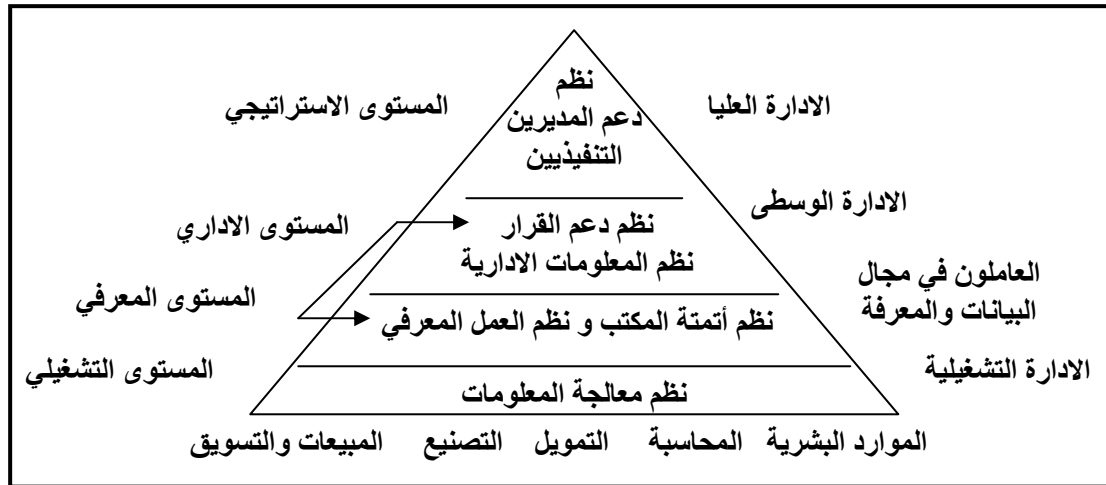 نظم
دعم المديرين
التنفيذيين
المستوى الاستراتيجي
الادارة العليا
الادارة الوسطى
نظم دعم القرار
المستوى الاداري
نظم المعلومات الادارية
العاملون في مجال
البيانات والمعرفة
المستوى المعرفي
نظم أتمتة المكتب و نظم العمل المعرفي
الادارة التشغيلية
المستوى التشغيلي
نظم معالجة المعلومات
الموارد البشرية المحاسبة التمويل التصنيع المبيعات والتسويق